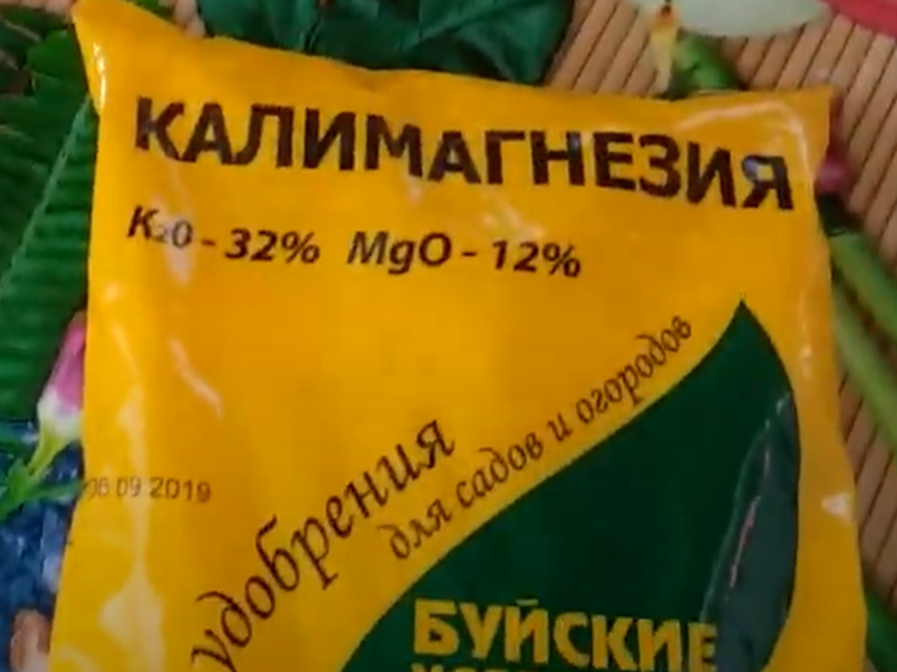 КАЛИМАГНЕЗИЯ
K₂O - 32% MgO - 12%
удобрения
для садов и огородов
06 09 2019
БУЙСКИЕ